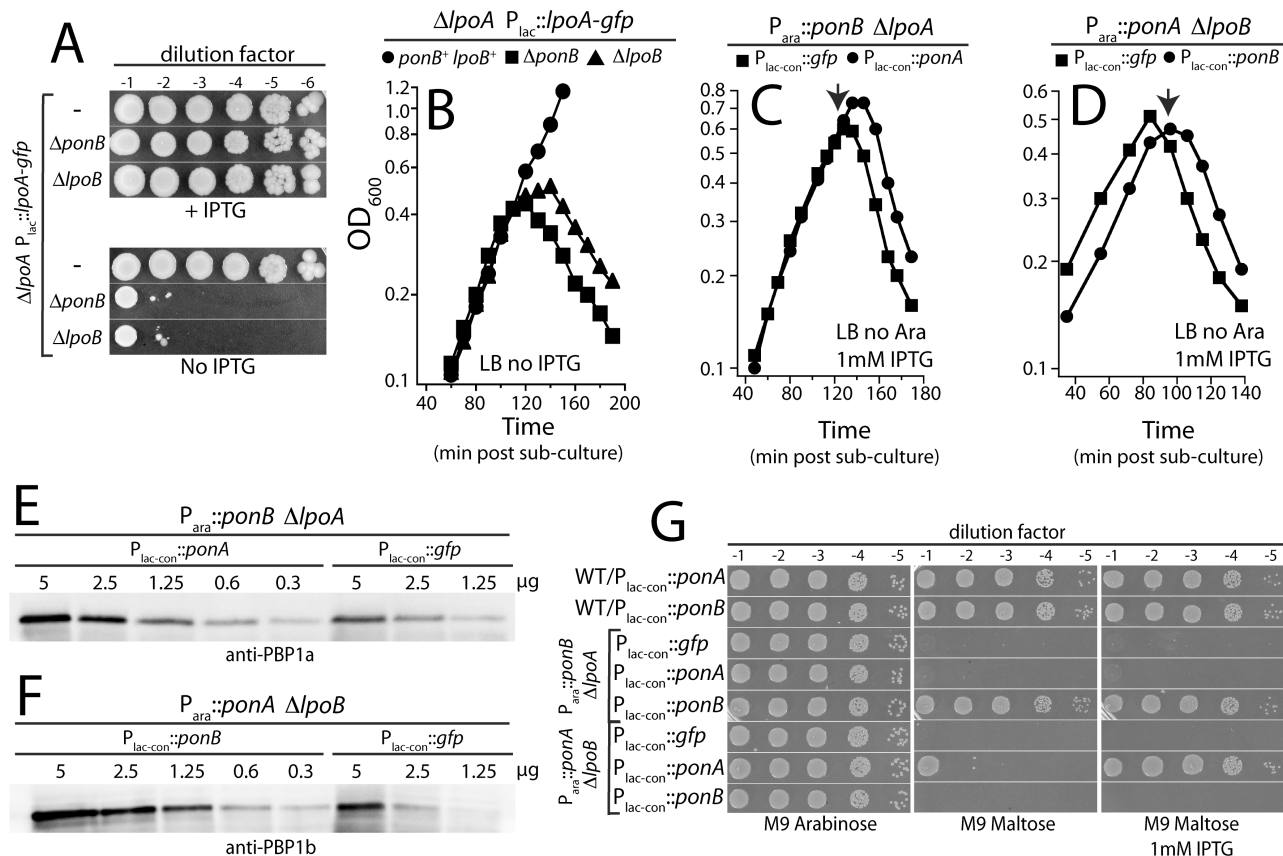 A
dilution factor
-1 -2 -3 -4 -5 -6
ΔlpoA Plac::lpoA-gfp
-
ΔponB
ΔlpoB
+ IPTG
-
ΔponB
ΔlpoB
No IPTG
ΔlpoA Plac::lpoA-gfp
ponB+ lpoB+ ΔponB ΔlpoB
B
OD600
1.2
1.0
0.8
0.6
0.4
0.2
0.1
LB no IPTG
40 80 120 160 200
Time
(min post sub-culture)
Para::ponB ΔlpoA
Plac-con::gfp Plac-con::ponA
C
0.8
0.7
0.6
0.5
0.4
0.3
0.2
0.1
LB no Ara
1mM IPTG
40 80 120 140 180
Time
(min post sub-culture)
Para::ponA ΔlpoB
Plac-con::gfp Plac-con::ponB
D
0.6
0.5
0.4
0.3
0.2
0.1
LB no Ara
1mM IPTG
40 60 80 100 120 140
Time
(min post sub-culture)
E
Para::ponB ΔlpoA
Plac-con::ponA Plac-con::gfp
5 2.5 1.25 0.6 0.3 5 2.5 1.25 μg
anti-PBP1a
F
Para::ponA ΔlpoB
Plac-con::ponB Plac-con::gfp
5 2.5 1.25 0.6 0.3 5 2.5 1.25 μg
anti-PBP1b
G
dilution factor
-1 -2 -3 -4 -5 -1 -2 -3 -4 -5 -1 -2 -3 -4 -5
WT/Plac-con::ponA
WT/Plac-con::ponB
Para::ponB
ΔlpoA
Plac-con::gfp
Plac-con::ponA
Plac-con::ponB
Para::ponA
ΔlpoB
Plac-con::gfp
Plac-con::ponA
Plac-con::ponB
M9 Arabinose M9 Maltose M9 Maltose
1mM IPTG